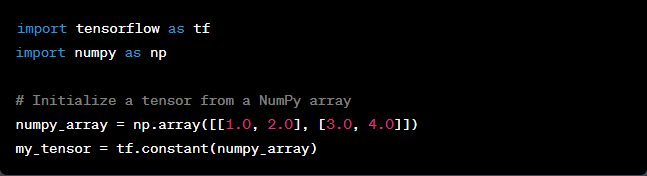 import tensorflow as tf
import numpy as np
# Initialize a tensor from a NumPy array
numpy_array = np.array([[1.0, 2.0], [3.0, 4.0]])
my_tensor = tf.constant(numpy_array)